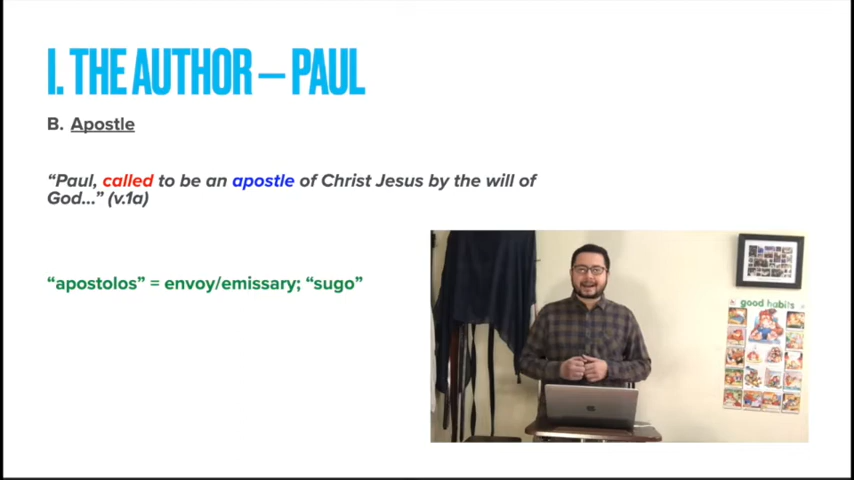 I. THE AUTHOR – PAUL
B. Apostle
“Paul, called to be an apostle of Christ Jesus by the will of
God...” (v.1a)
“apostolos” = envoy/emissary; “sugo”
good habits